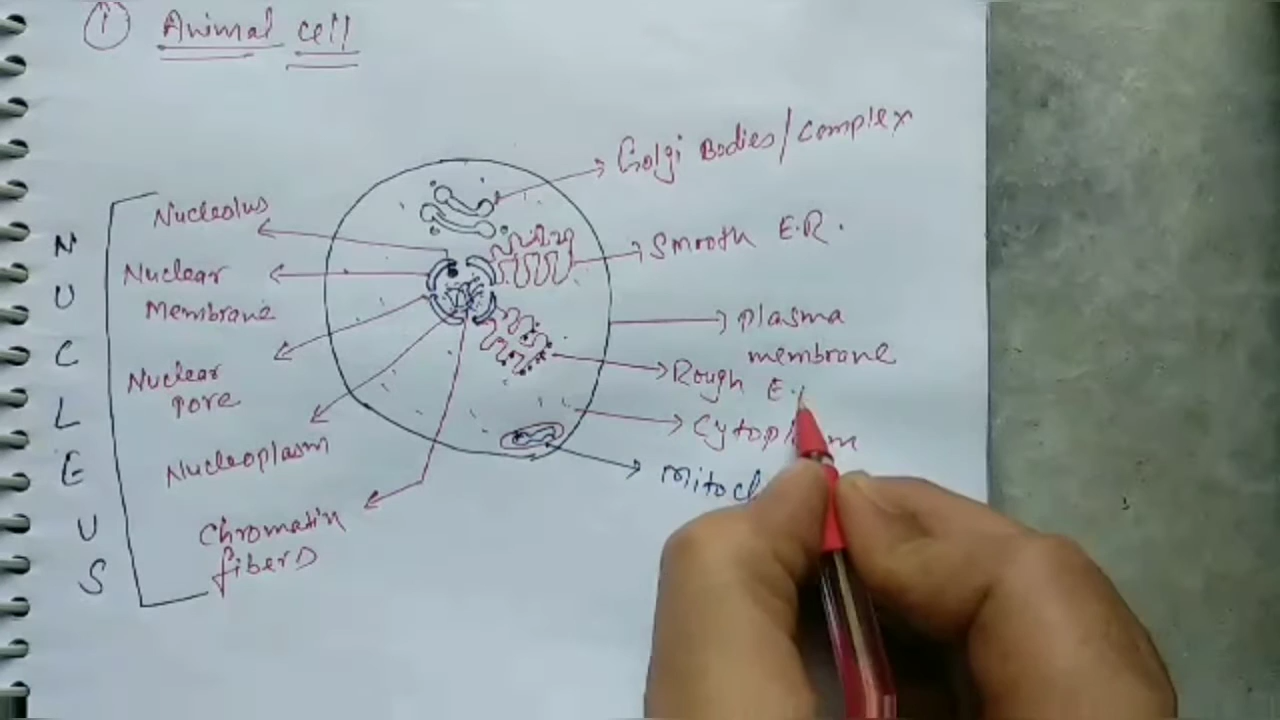 ① Animal cell
Golgi Bodies/complex
Nucleolus
Smooth E.R.
Nuclear
Membrane
Plasma
membrane
Nuclear
Pore
Rough E.
Nucleoplasm
Chromatin
fibers
N
U
C
L
E
U
S